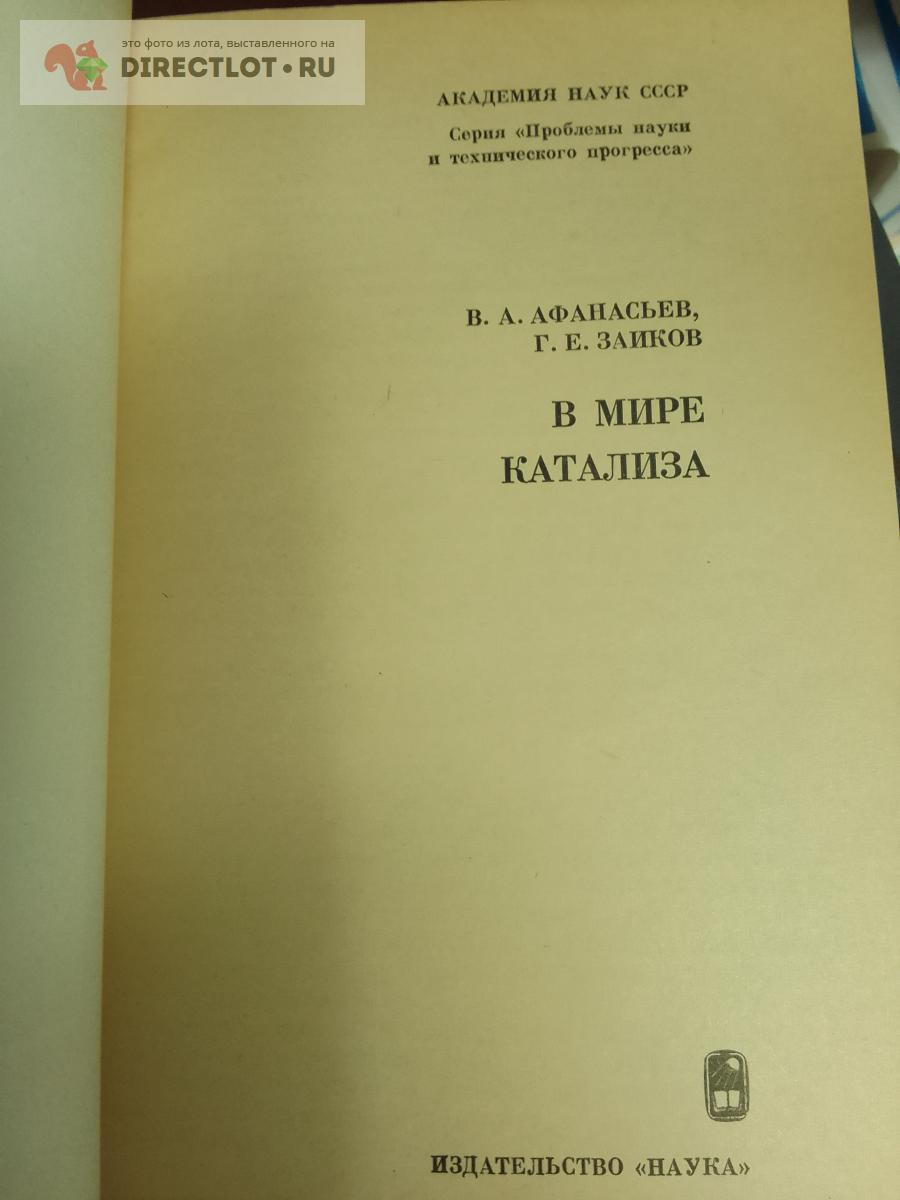 это фото из лота, выставленного на
DIRECTLOT.RU
АКАДЕМИЯ НАУК СССР
Серия «Проблемы науки
и технического прогресса»
В. А. АФАНАСЬЕВ,
Г. Е. ЗАИКОВ
В МИРЕ
КАТАЛИЗА
ИЗДАТЕЛЬСТВО «НАУКА»